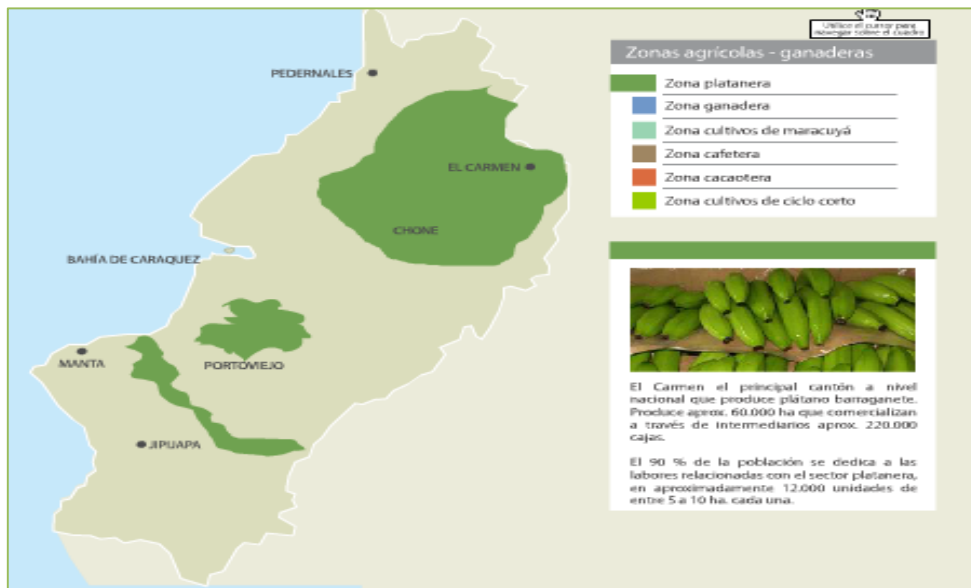 Utilice el cursor para
navegar sobre el cuadro
Zonas agrícolas - ganaderas
Zona platanera
Zona ganadera
Zona cultivos de maracuyá
Zona cafetera
Zona cacaotera
Zona cultivos de ciclo corto
PEDERNALES
EL CARMEN
CHONE
BAHÍA DE CARAQUEZ
MANTA
PORTOVIEJO
JIPUAPA
El Carmen el principal cantón a nivel
nacional que produce plátano barraganete.
Produce aprox. 60.000 ha que comercializan
a través de intermediarios aprox. 220.000
cajas.
El 90 % de la población se dedica a las
labores relacionadas con el sector platanera,
en aproximadamente 12.000 unidades de
entre 5 a 10 ha. cada una.